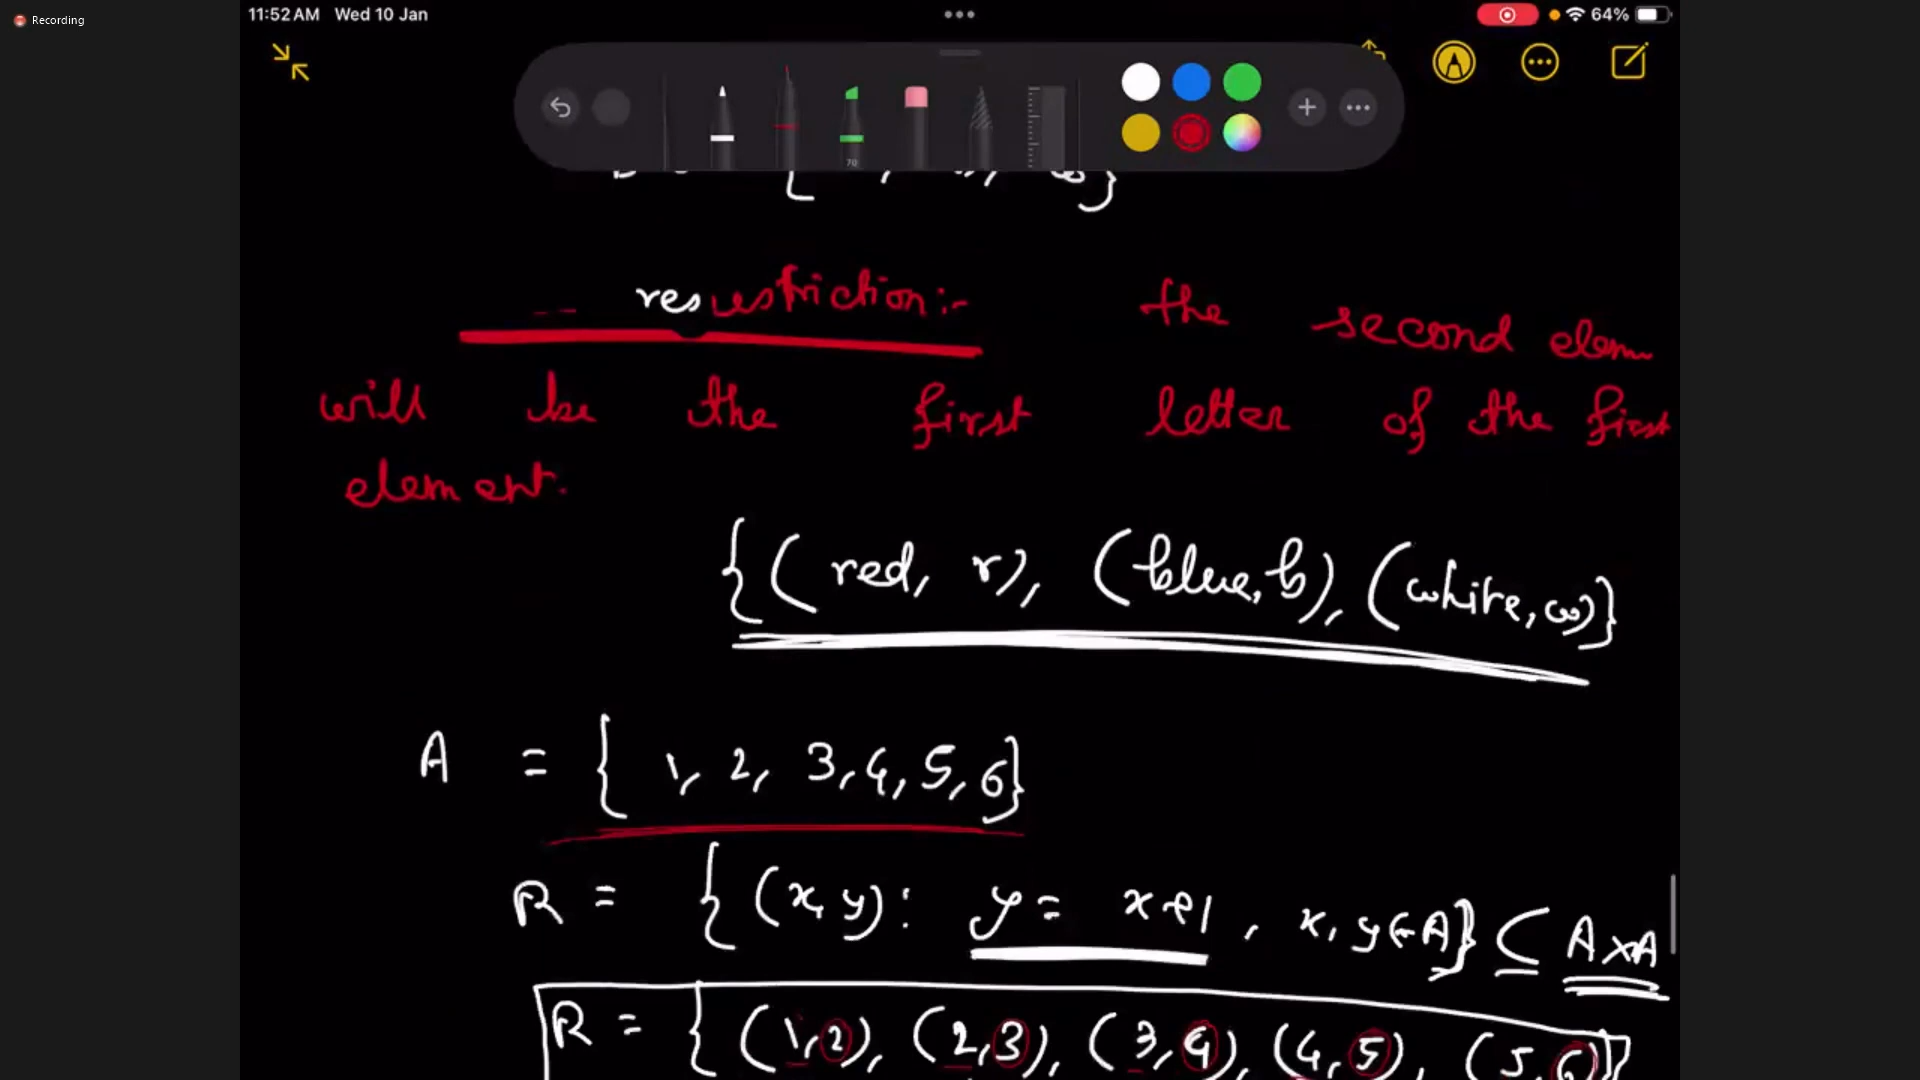 Recording
11:52 AM Wed 10 Jan
64%
70
resestriction:- the second elem
will be the first letter of the first
element.
{(red, r), (blue, b), (white, w)}
A = {1, 2, 3, 4, 5, 6}
R = {(x, y): y = x+1, x, y ∈ A} ⊆ A×A
R = {(1,2), (2,3), (3,4), (4,5), (5,6)}